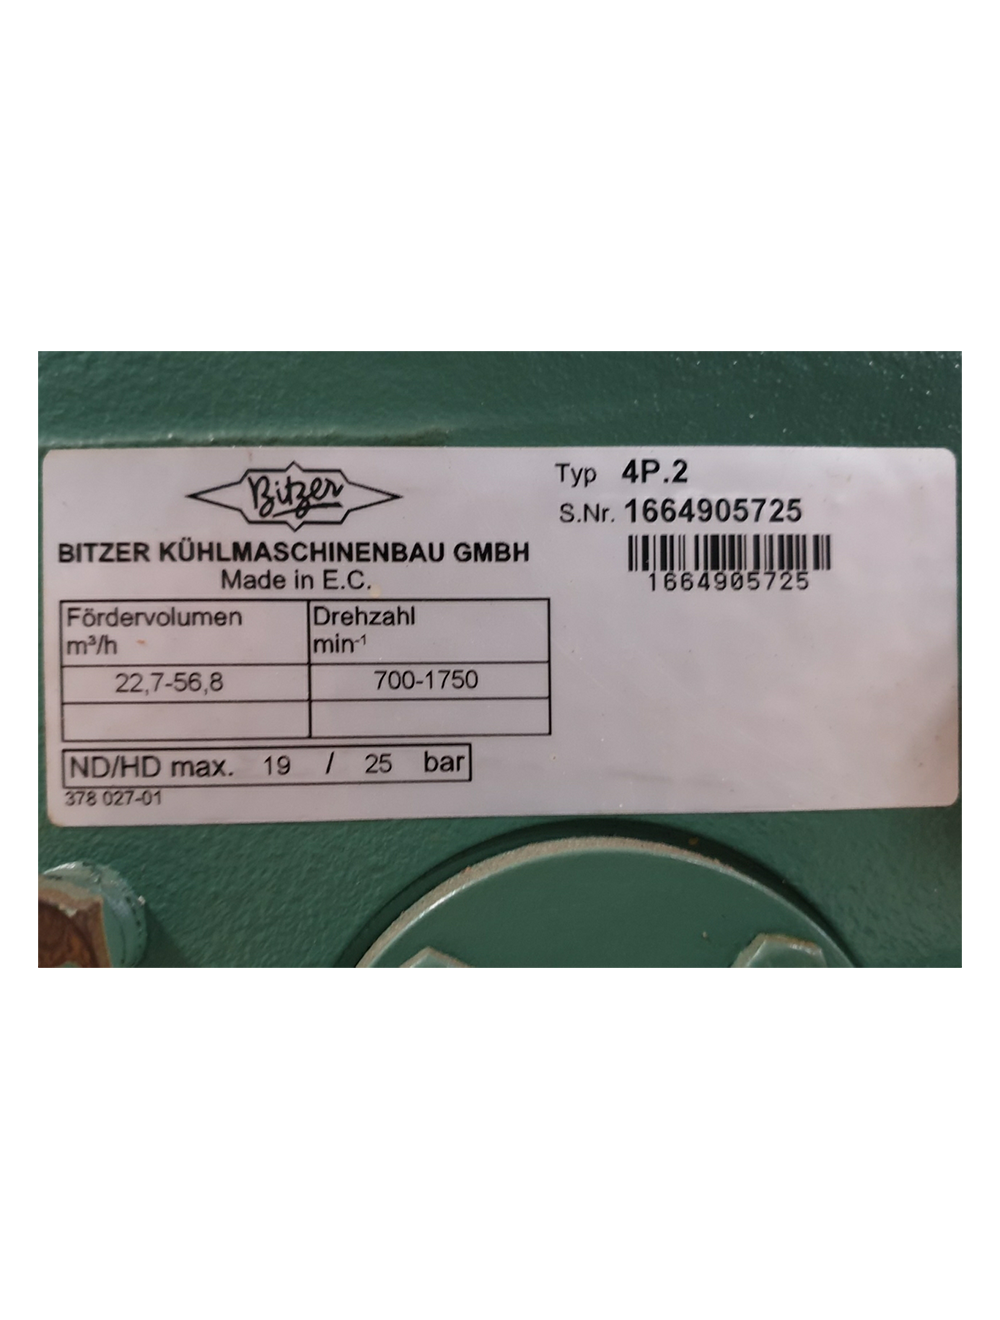 Bitzer
BITZER KÜHLMASCHINENBAU GMBH
Made in E.C.
Typ 4P.2
S.Nr. 1664905725
1664905725
Fördervolumen m³/h
Drehzahl min-¹
22,7-56,8
700-1750
ND/HD max. 19 / 25 bar
378 027-01